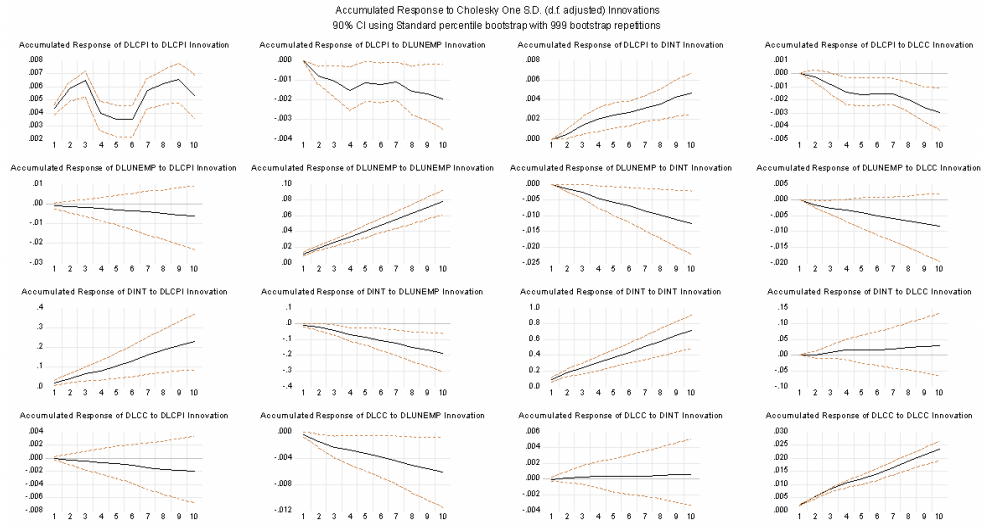 Accumulated Response to Cholesky One S.D. (d.f. adjusted) Innovations
90% CI using Standard percentile bootstrap with 999 bootstrap repetitions
Accumulated Response of DLCPI to DLCPI Innovation
.008
.007
.006
.005
.004
.003
.002
1 2 3 4 5 6 7 8 9 10
Accumulated Response of DLCPI to DLUNEMP Innovation
.000
-.001
-.002
-.003
-.004
1 2 3 4 5 6 7 8 9 10
Accumulated Response of DLCPI to DINT Innovation
.008
.006
.004
.002
.000
1 2 3 4 5 6 7 8 9 10
Accumulated Response of DLCPI to DLCC Innovation
.001
.000
-.001
-.002
-.003
-.004
-.005
1 2 3 4 5 6 7 8 9 10
Accumulated Response of DLUNEMP to DLCPI Innovation
.01
.00
-.01
-.02
-.03
1 2 3 4 5 6 7 8 9 10
Accumulated Response of DLUNEMP to DLUNEMP Innovation
.10
.08
.06
.04
.02
.00
1 2 3 4 5 6 7 8 9 10
Accumulated Response of DLUNEMP to DINT Innovation
.000
-.005
-.010
-.015
-.020
-.025
1 2 3 4 5 6 7 8 9 10
Accumulated Response of DLUNEMP to DLCC Innovation
.005
.000
-.005
-.010
-.015
-.020
1 2 3 4 5 6 7 8 9 10
Accumulated Response of DINT to DLCPI Innovation
.4
.3
.2
.1
.0
1 2 3 4 5 6 7 8 9 10
Accumulated Response of DINT to DLUNEMP Innovation
.1
.0
-.1
-.2
-.3
-.4
1 2 3 4 5 6 7 8 9 10
Accumulated Response of DINT to DINT Innovation
1.0
0.8
0.6
0.4
0.2
0.0
1 2 3 4 5 6 7 8 9 10
Accumulated Response of DINT to DLCC Innovation
.15
.10
.05
.00
-.05
-.10
1 2 3 4 5 6 7 8 9 10
Accumulated Response of DLCC to DLCPI Innovation
.004
.002
-.000
-.002
-.004
-.006
-.008
1 2 3 4 5 6 7 8 9 10
Accumulated Response of DLCC to DLUNEMP Innovation
.000
-.004
-.008
-.012
1 2 3 4 5 6 7 8 9 10
Accumulated Response of DLCC to DINT Innovation
.006
.004
.002
.000
-.002
-.004
1 2 3 4 5 6 7 8 9 10
Accumulated Response of DLCC to DLCC Innovation
.030
.025
.020
.015
.010
.005
.000
1 2 3 4 5 6 7 8 9 10